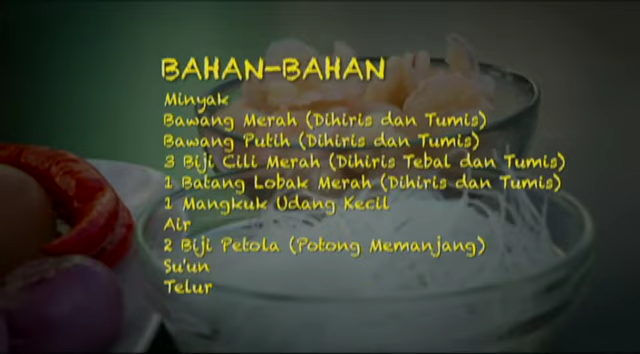 BAHAN-BAHAN
Minyak
Bawang Merah (Dihiris dan Tumis)
Bawang Putih (Dihiris dan Tumis)
3 Biji Cili Merah (Dihiris Tebal dan Tumis)
1 Batang Lobak Merah (Dihiris dan Tumis)
1 Mangkuk Udang Kecil
Air
2 Biji Petola (Potong Memanjang)
Su'un
Telur